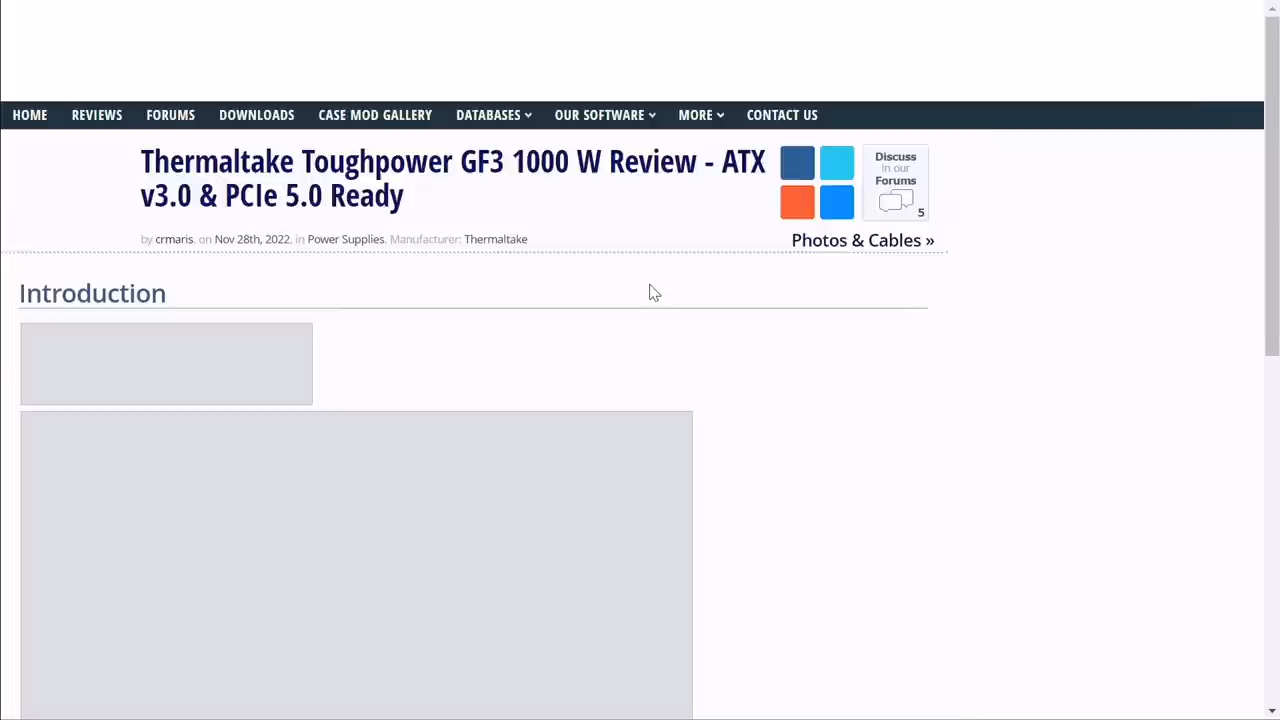 HOME REVIEWS FORUMS DOWNLOADS CASE MOD GALLERY DATABASES OUR SOFTWARE MORE CONTACT US
Thermaltake Toughpower GF3 1000 W Review - ATX
v3.0 & PCIe 5.0 Ready
by crmaris. on Nov 28th, 2022. in Power Supplies. Manufacturer: Thermaltake
Discuss
in our
Forums
5
Photos & Cables »
Introduction